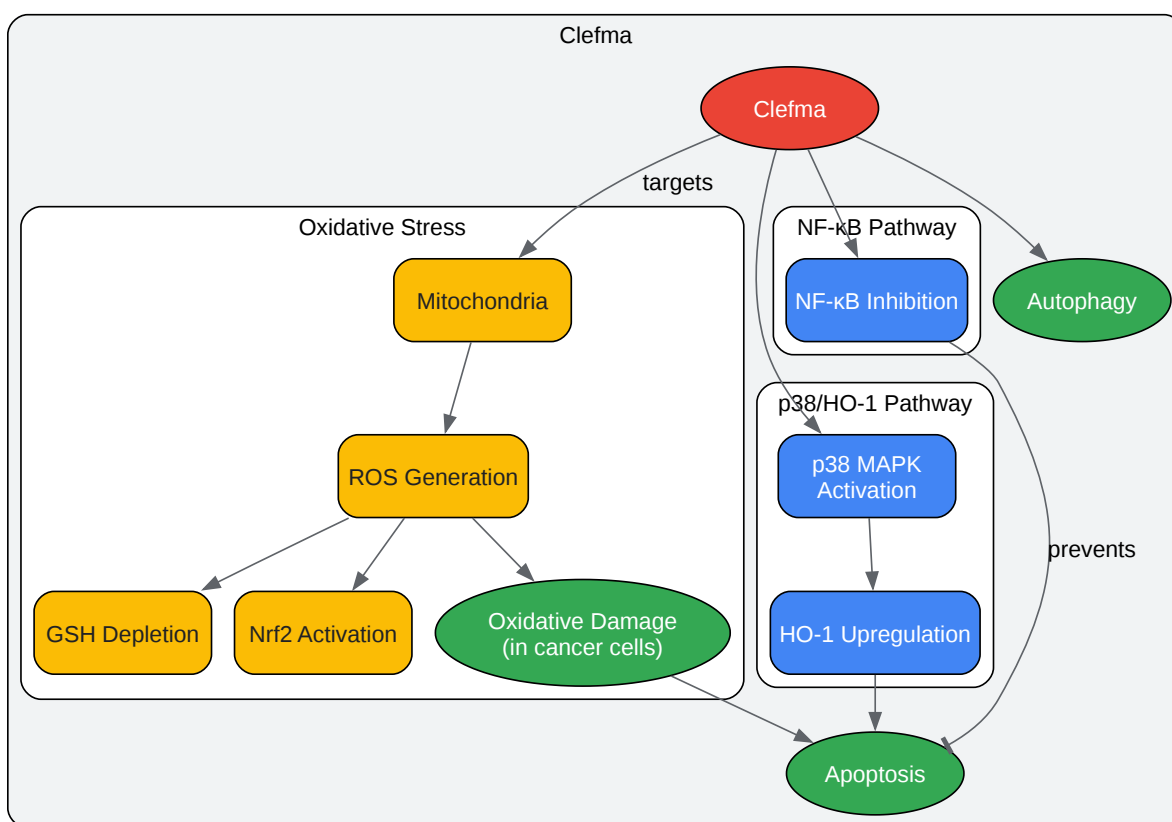 Clefma
Clefma
targets
Oxidative Stress
NF-κB Pathway
Mitochondria
NF-κB Inhibition
Autophagy
p38/HO-1 Pathway
ROS Generation
p38 MAPK
Activation
prevents
GSH Depletion
Nrf2 Activation
Oxidative Damage
(in cancer cells)
HO-1 Upregulation
Apoptosis